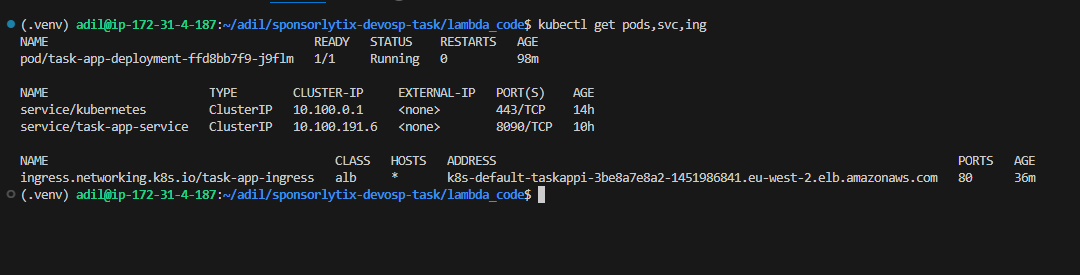 (.venv) adil@ip-172-31-4-187:~/adil/sponsorlytix-devosp-task/lambda_code$ kubectl get pods,svc,ing
NAME READY STATUS RESTARTS AGE
pod/task-app-deployment-ffd8bb7f9-j9flm 1/1 Running 0 98m
NAME TYPE CLUSTER-IP EXTERNAL-IP PORT(S) AGE
service/kubernetes ClusterIP 10.100.0.1 <none> 443/TCP 14h
service/task-app-service ClusterIP 10.100.191.6 <none> 8090/TCP 10h
NAME CLASS HOSTS ADDRESS PORTS AGE
ingress.networking.k8s.io/task-app-ingress alb * k8s-default-taskappi-3be8a7e8a2-1451986841.eu-west-2.elb.amazonaws.com 80 36m
(.venv) adil@ip-172-31-4-187:~/adil/sponsorlytix-devosp-task/lambda_code$